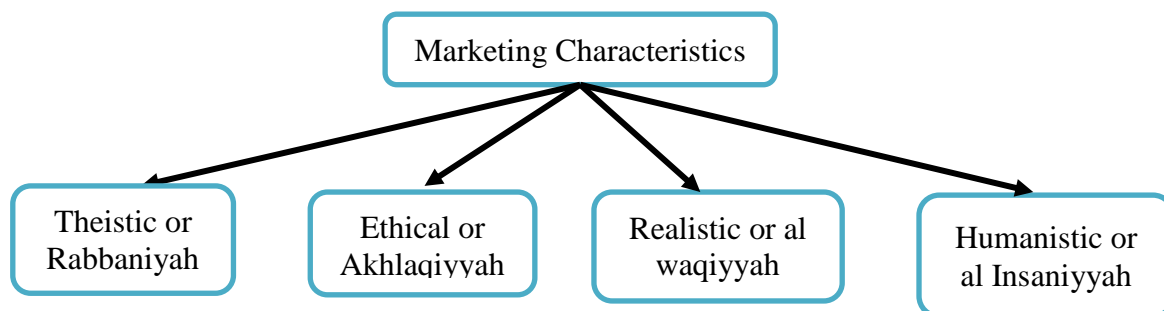 Marketing Characteristics
Theistic or
Rabbaniyah
Ethical or
Akhlaqiyyah
Realistic or al
waqiyyah
Humanistic or
al Insaniyyah